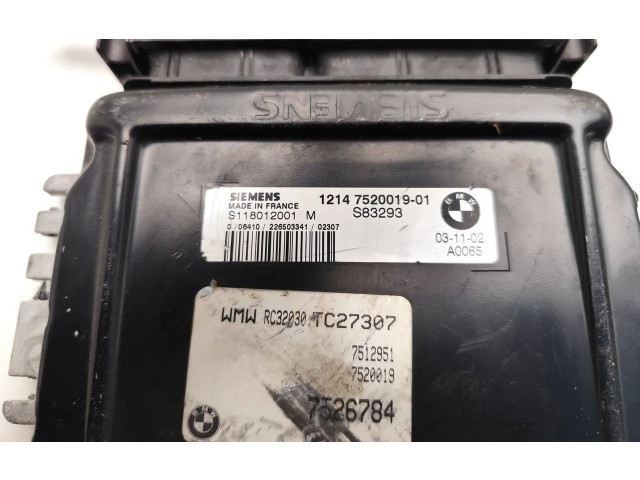 SIEMENS
SIEMENS 1214 7520019-01
MADE IN FRANCE
S118012001 M S83293
BMW
0 / 06410 / 226503341 / 02307
03-11-02
A0065
WMW RC32030 TC27307
7512951
7520019
7526784
BMW